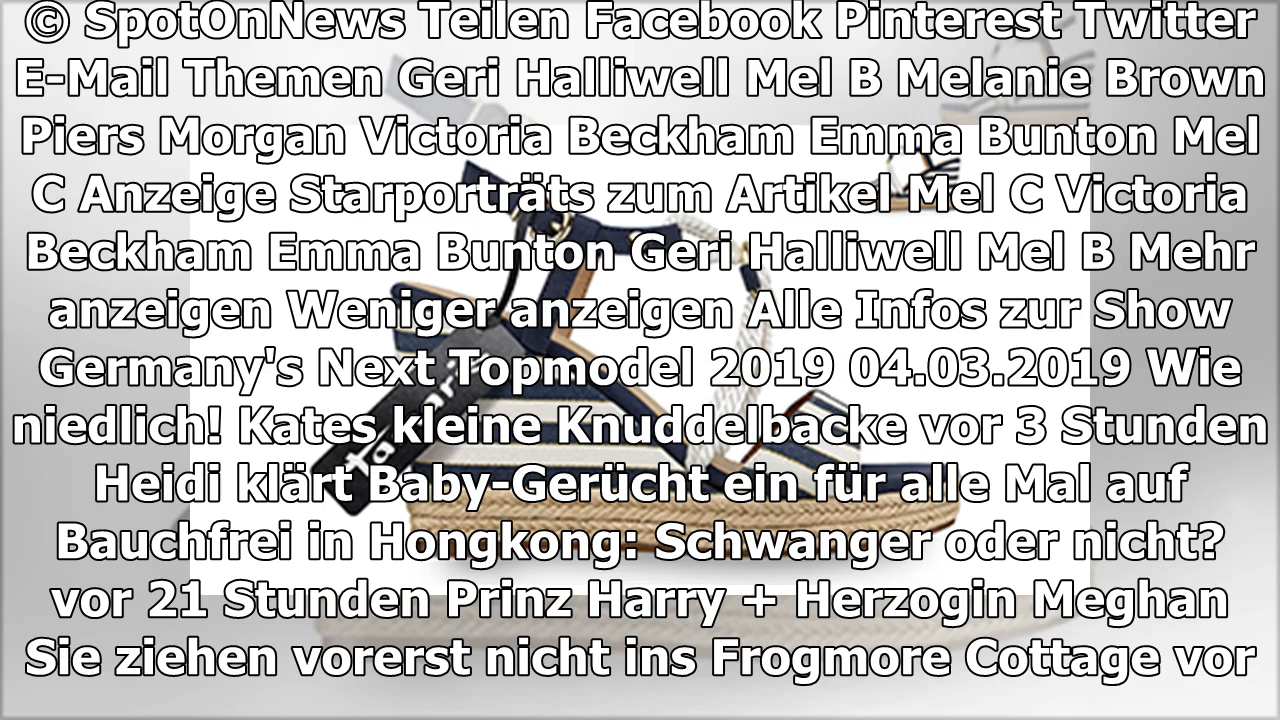 © SpotOnNews Teilen Facebook Pinterest Twitter
E-Mail Themen Geri Halliwell Mel B Melanie Brown
Piers Morgan Victoria Beckham Emma Bunton Mel
C Anzeige Starporträts zum Artikel Mel C Victoria
Beckham Emma Bunton Geri Halliwell Mel B Mehr
anzeigen Weniger anzeigen Alle Infos zur Show
Germany's Next Topmodel 2019 04.03.2019 Wie
niedlich! Kates kleine Knuddelbacke vor 3 Stunden
Heidi klärt Baby-Gerücht ein für alle Mal auf
Bauchfrei in Hongkong: Schwanger oder nicht?
vor 21 Stunden Prinz Harry + Herzogin Meghan
Sie ziehen vorerst nicht ins Frogmore Cottage vor